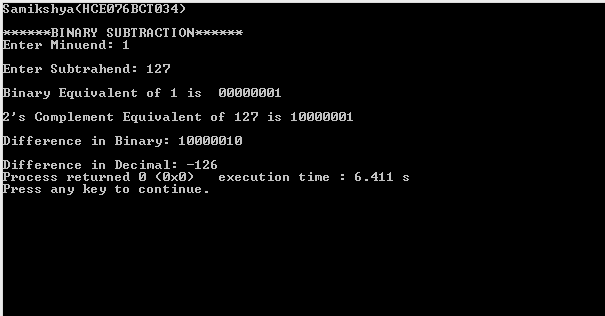 Samikshya(HCE076BCT034)
******BINARY SUBTRACTION******
Enter Minuend: 1
Enter Subtrahend: 127
Binary Equivalent of 1 is  00000001
2's Complement Equivalent of 127 is 10000001
Difference in Binary: 10000010
Difference in Decimal: -126
Process returned 0 (0x0)   execution time : 6.411 s
Press any key to continue.